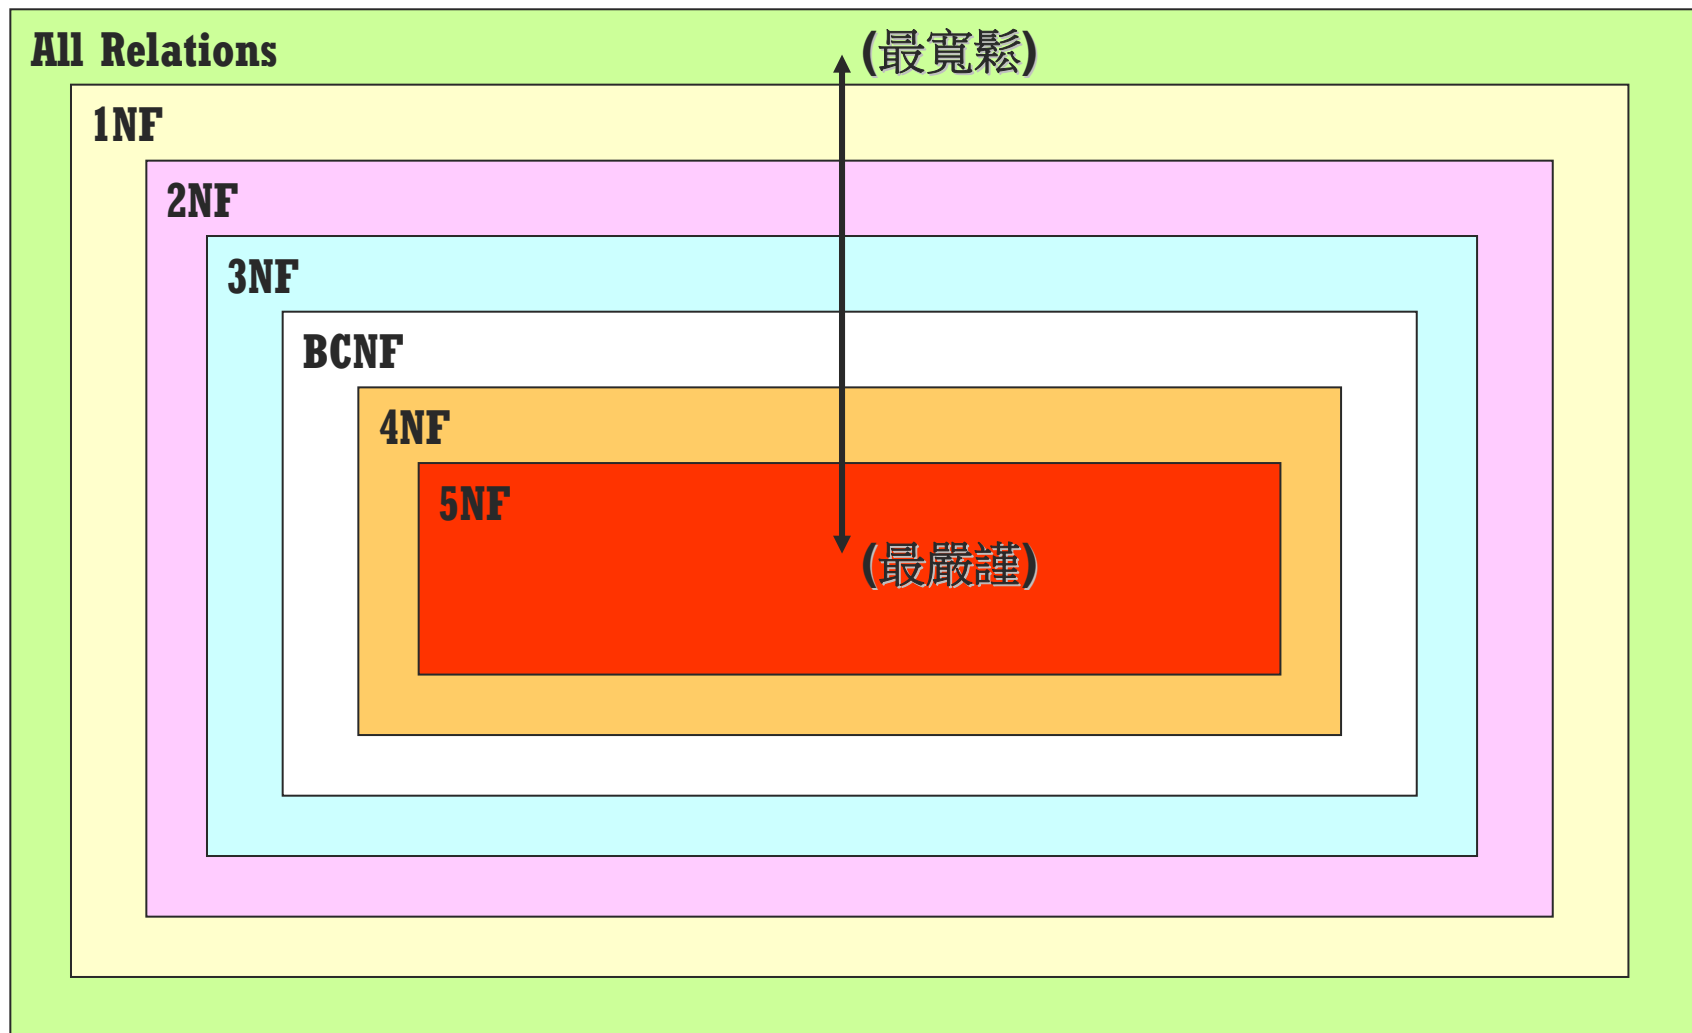 All Relations
(最寬鬆)
1NF
2NF
3NF
BCNF
4NF
5NF
(最嚴謹)